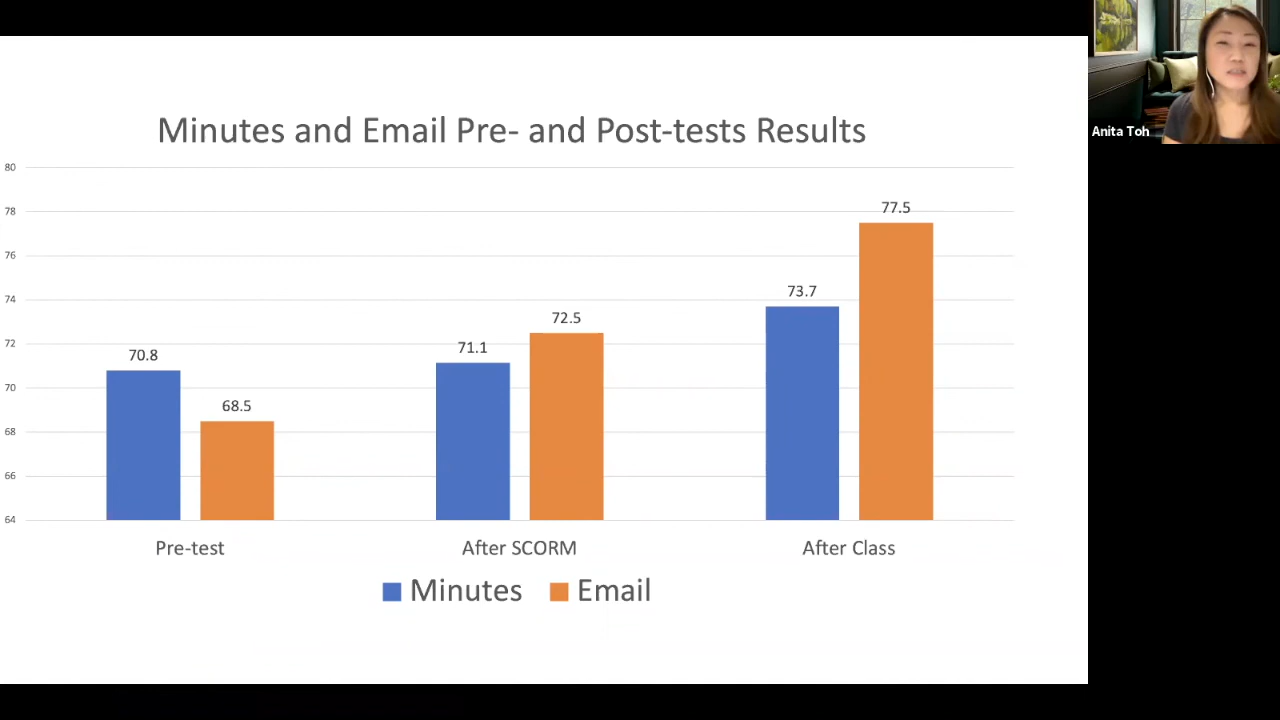 Minutes and Email Pre- and Post-tests Results
80
78
76
74
72
70
68
66
64
70.8
68.5
71.1
72.5
73.7
77.5
Pre-test
After SCORM
After Class
Minutes
Email
Anita Toh